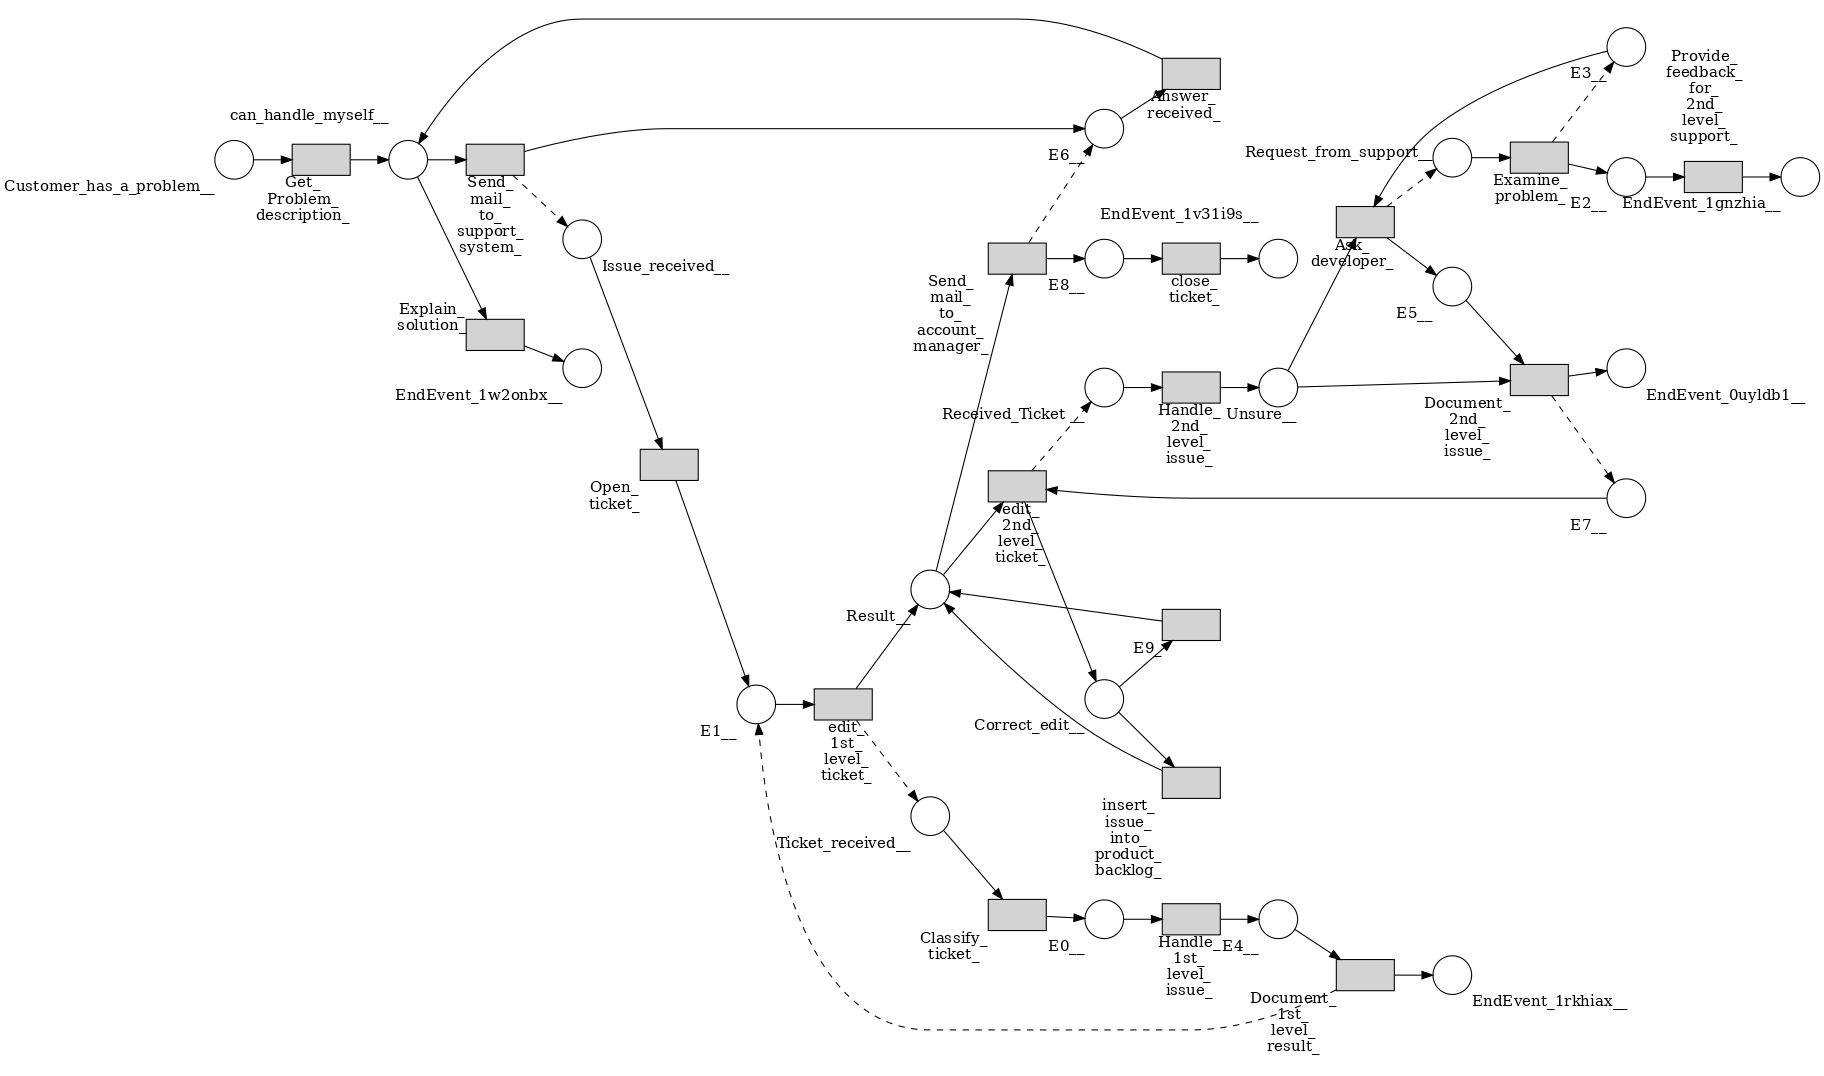 Provide_
feedback_
for_
2nd_
level_
support_
E3__
Answer_
received_
can_handle_myself__
E6__
Request_from_support__
Customer_has_a_problem__
Get_
Problem_
description_
Send_
mail_
to_
support_
system_
Examine_
problem_
E2__
EndEvent_1gnzhia__
EndEvent_1v31i9s__
Issue_received__
Ask_
developer_
Send_
mail_
to_
account_
manager_
E8__
close_
ticket_
E5__
Explain_
solution_
EndEvent_1w2onbx__
Received_Ticket __
Handle_
2nd_
level_
issue_
Unsure__
Document_
2nd_
level_
issue_
EndEvent_0uyldb1__
Open_
ticket_
edit_
2nd_
level_
ticket_
E7__
Result__
E9_
Correct_edit__
E1__
edit_
1st_
level_
ticket_
insert_
issue_
into_
product_
backlog_
Ticket_received__
Classify_
ticket_
E0__
Handle_
1st_
level_
issue_
E4__
Document_
1st_
level_
result_
EndEvent_1rkhiax__